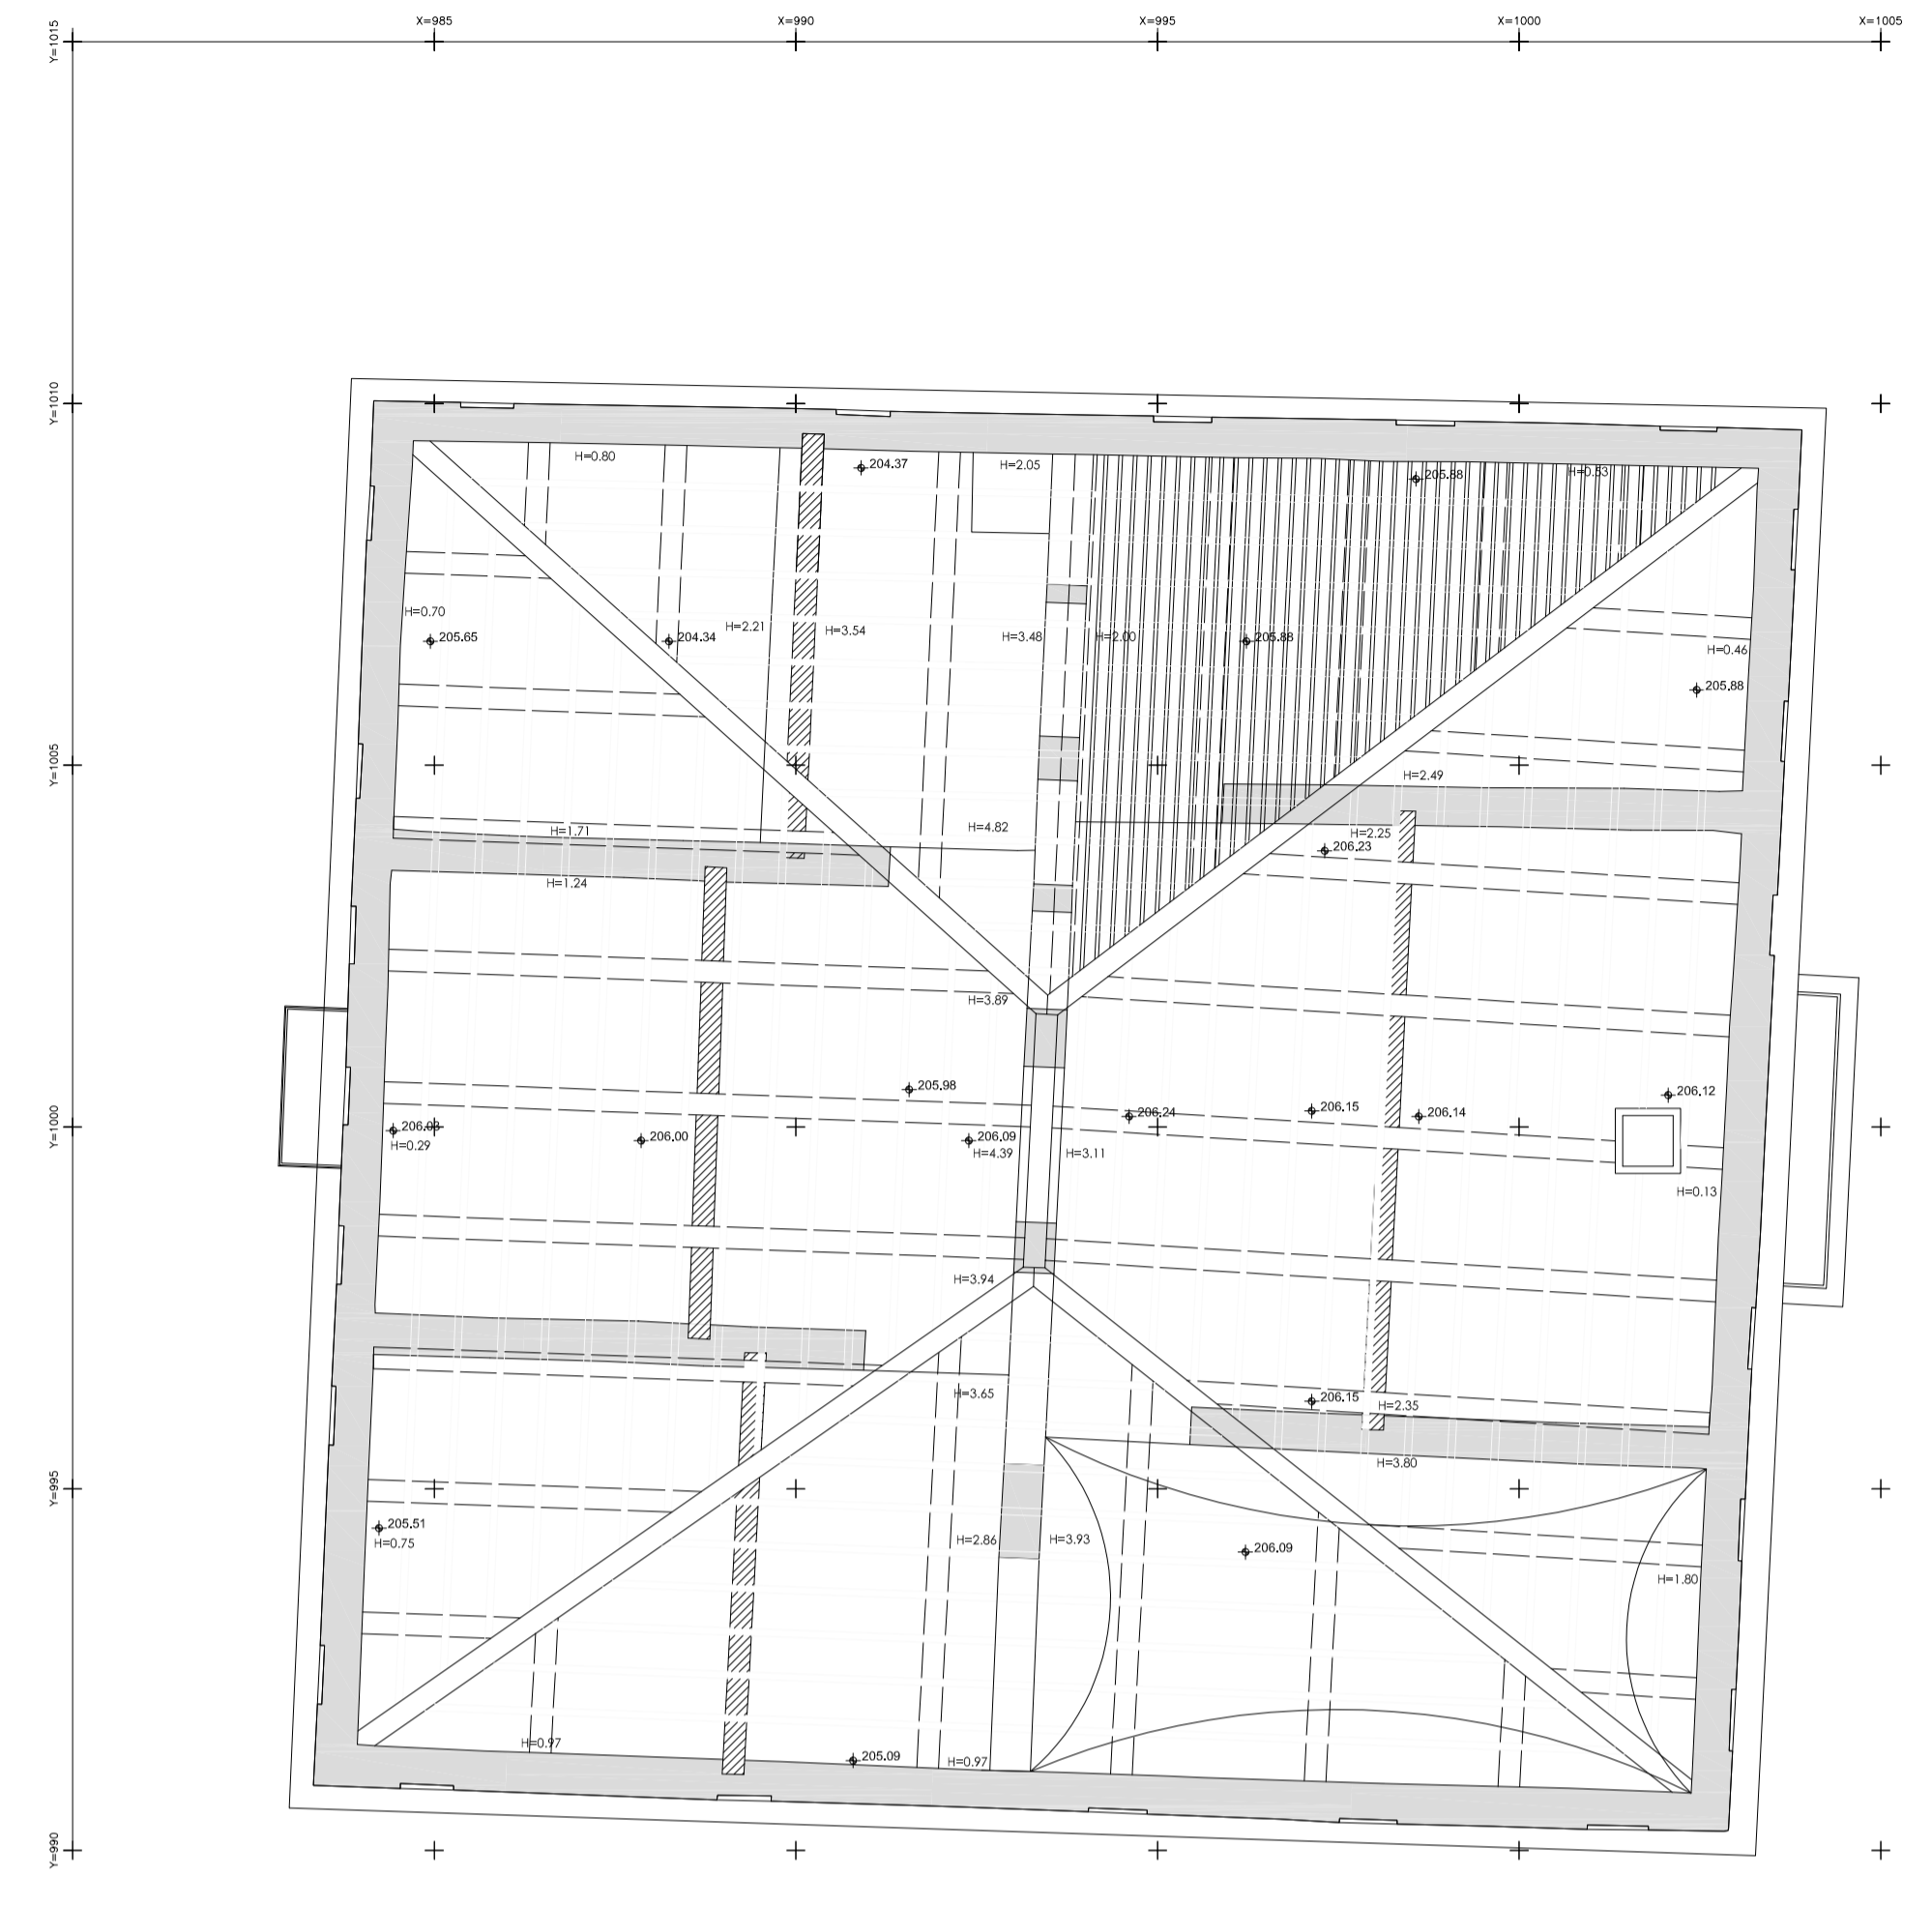 X=985
X=990
X=995
X=1000
X=1005
Y=1015
Y=1010
H=0.80
204.37
H=2.05
205.88
H=0.53
H=0.70
205.65
204.34
H=2.21
H=3.54
H=3.48
H=2.00
205.88
H=0.46
205.88
Y=1005
H=2.49
H=1.71
H=4.82
H=2.25
206.23
H=1.24
H=3.89
205.98
206.24
206.15
206.14
206.12
Y=1000
206.03
H=0.29
206.00
206.09
H=4.39
H=3.11
H=0.13
H=3.94
H=3.65
206.15
H=2.35
H=3.80
Y=995
205.51
H=0.75
H=2.86
H=3.93
206.09
H=1.80
H=0.97
205.09
H=0.97
Y=990